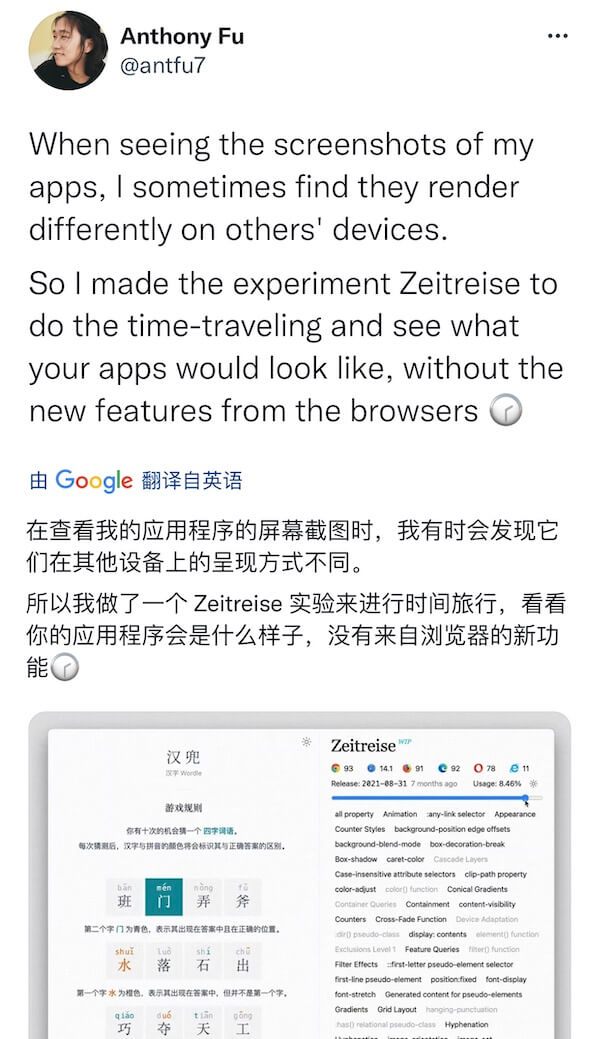 Anthony Fu
@antfu7
When seeing the screenshots of my
apps, I sometimes find they render
differently on others' devices.
So I made the experiment Zeitreise to
do the time-traveling and see what
your apps would look like, without the
new features from the browsers 🕝
由 Google 翻译自英语
在查看我的应用程序的屏幕截图时，我有时会发现它
们在其他设备上的呈现方式不同。
所以我做了一个 Zeitreise 实验来进行时间旅行，看看
你的应用程序会是什么样子，没有来自浏览器的新功
能🕝
汉兜
汉字 Wordle
游戏规则
你有十次的机会猜一个 四字词语。
每次猜测后，汉字与拼音的颜色将会标识其与正确答案的区别。
bān mén nòng fǔ
班 门 弄 斧
第二个字 门 为青色，表示其出现在答案中且在正确的位置。
shuǐ luò shí chū
水 落 石 出
第一个字 水 为橙色，表示其出现在答案中，但并不是第一个字。
qiǎo duó tiān gōng
巧 夺 天 工
Zeitreise WIP
93 14.1 91 92 78 11
Release: 2021-08-31 7 months ago Usage: 8.46%
all property Animation :any-link selector Appearance
Counter Styles background-position edge offsets
background-blend-mode box-decoration-break
Box-shadow caret-color Cascade Layers
Case-insensitive attribute selectors clip-path property
color-adjust color() function Conical Gradients
Container Queries Containment content-visibility
Counters Cross-Fade Function Device Adaptation
:dir() pseudo-class display: contents element() function
Exclusions Level 1 Feature Queries filter() function
Filter Effects ::first-letter pseudo-element selector
first-line pseudo-element position:fixed font-display
font-stretch Generated content for pseudo-elements
Gradients Grid Layout hanging-punctuation
:has() relational pseudo-class Hyphenation